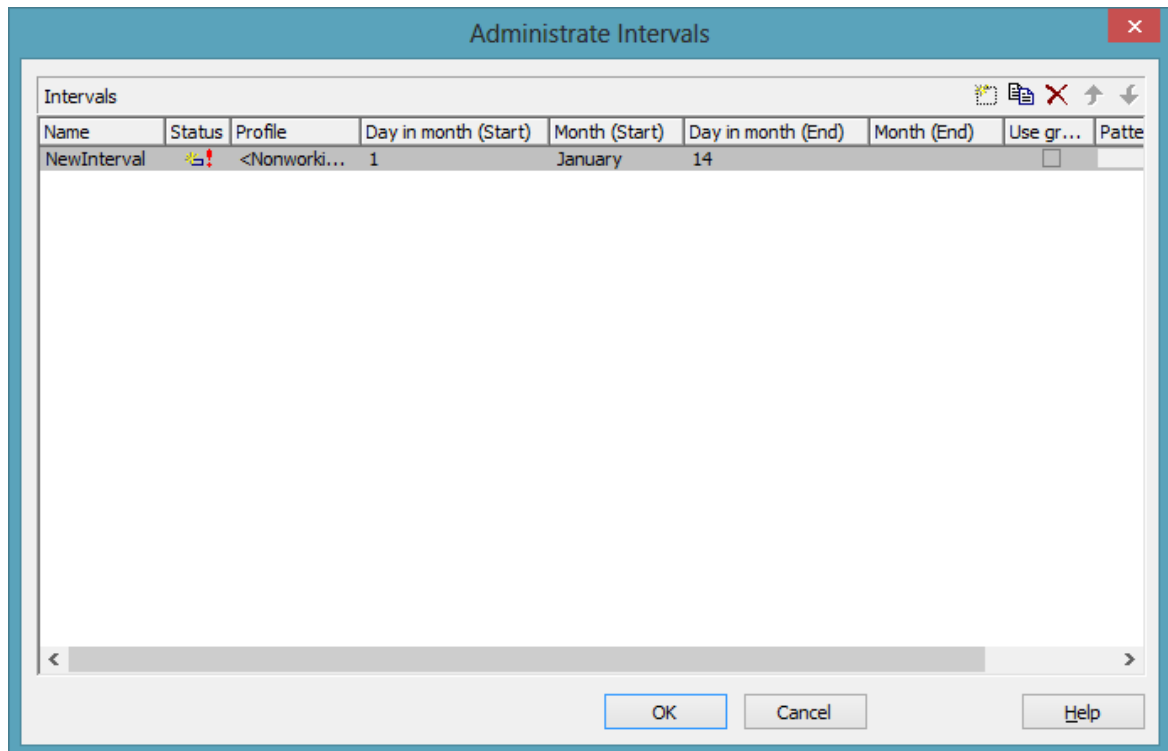 Administrate Intervals
Intervals
Name Status Profile Day in month (Start) Month (Start) Day in month (End) Month (End) Use gr... Patte
NewInterval <Nonworki... 1 January 14
OK Cancel Help